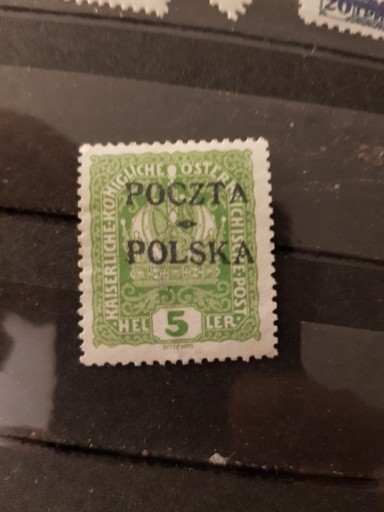 KAISERLICHE KÖNIGLICHE ÖSTERREICHISCHE POST
POCZTA
POLSKA
HEL 5 LER